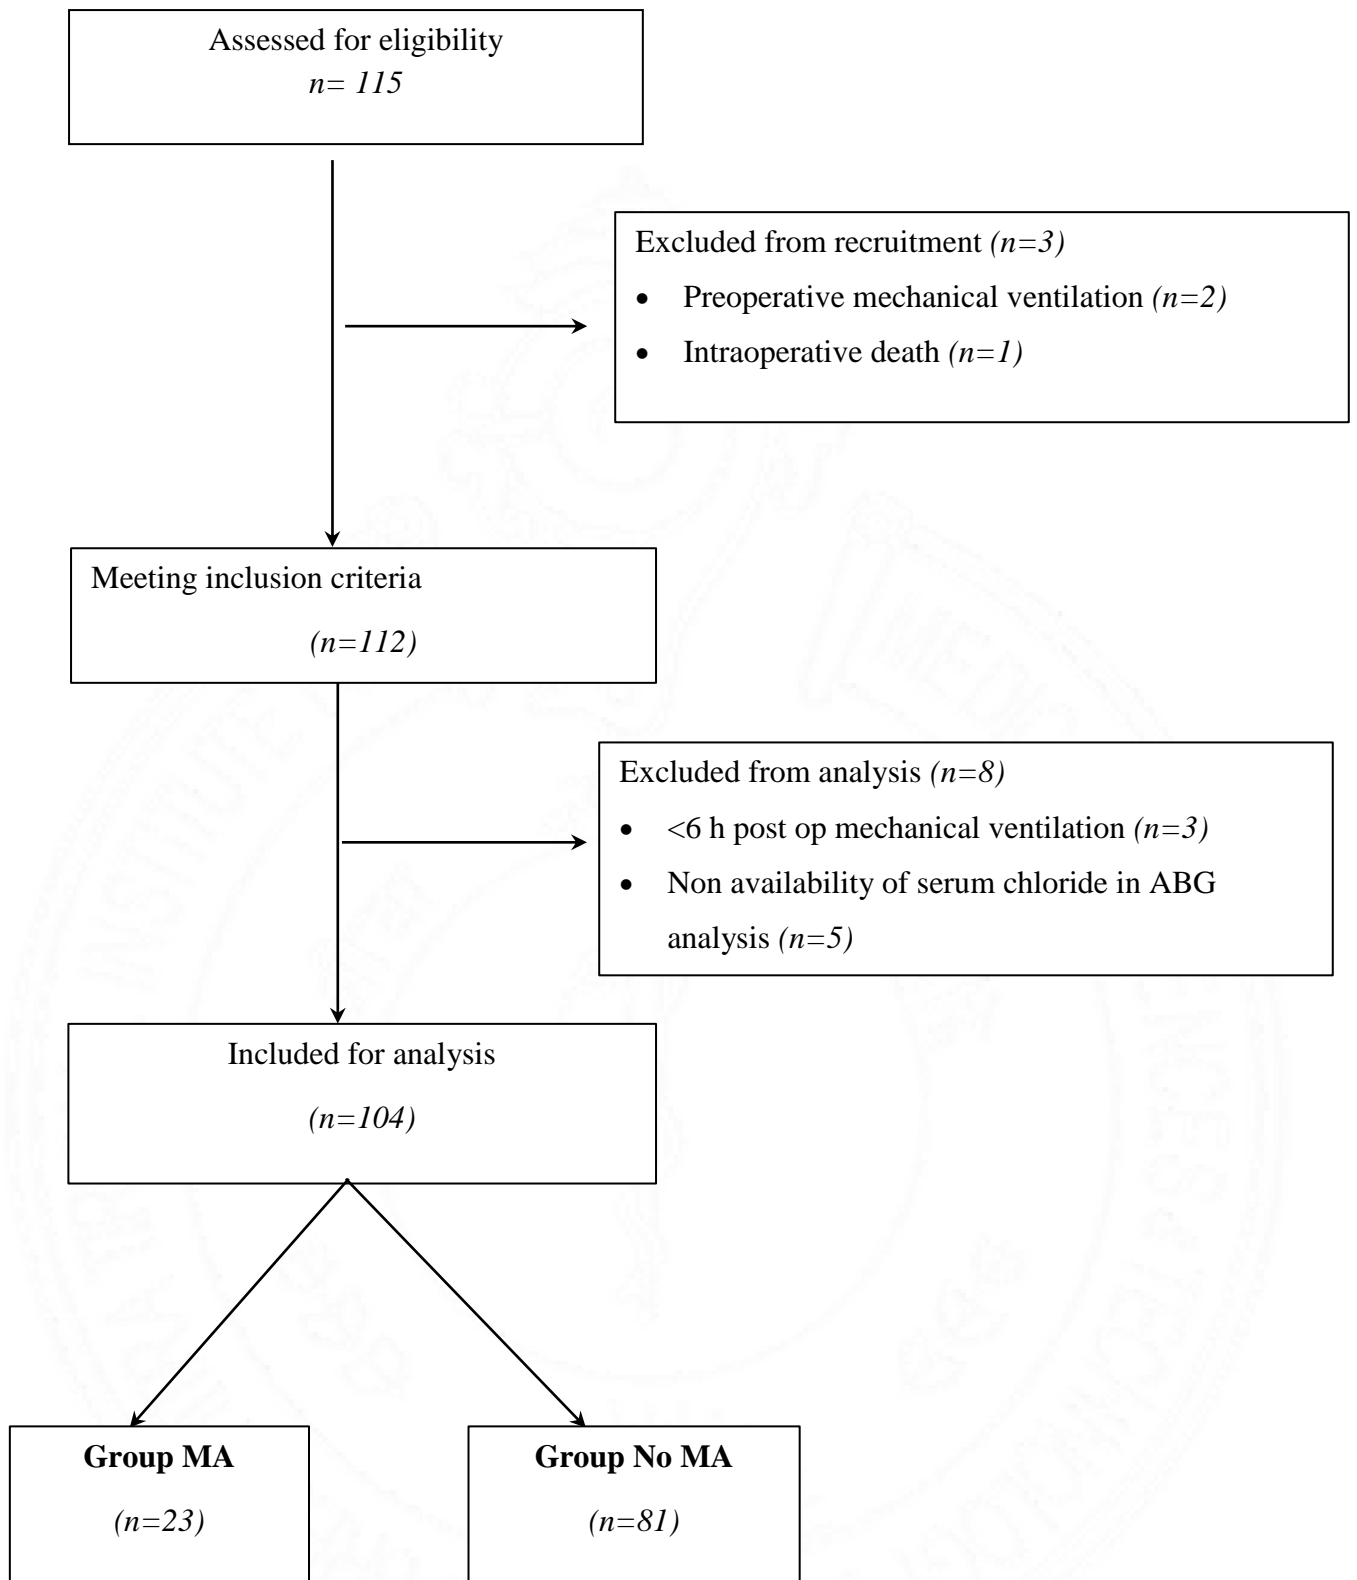 Assessed for eligibility
n= 115
Excluded from recruitment (n=3)
• Preoperative mechanical ventilation (n=2)
• Intraoperative death (n=1)
Meeting inclusion criteria
(n=112)
Excluded from analysis (n=8)
• <6 h post op mechanical ventilation (n=3)
• Non availability of serum chloride in ABG
analysis (n=5)
Included for analysis
(n=104)
Group MA
(n=23)
Group No MA
(n=81)